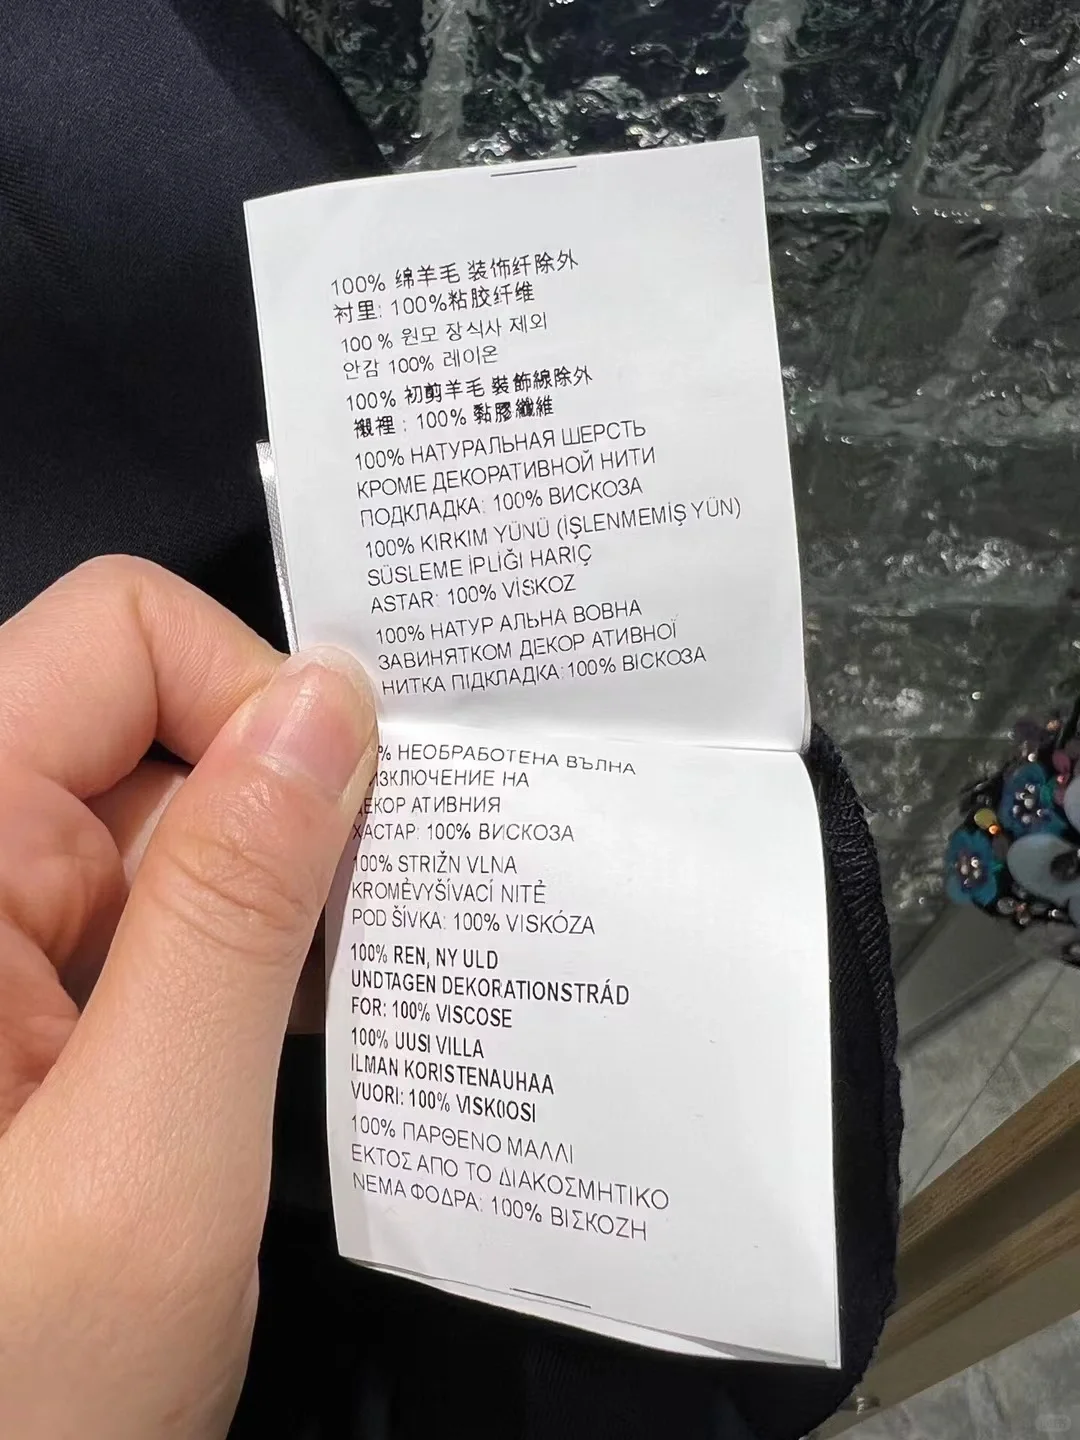 100% 绵羊毛 装饰纤除外
衬里: 100%粘胶纤维
100 % 원모 장식사 제외
안감 100% 레이온
100% 初剪羊毛 裝飾線除外
襯裡 : 100% 黏膠纖維
100% НАТУРАЛЬНАЯ ШЕРСТЬ
КРОМЕ ДЕКОРАТИВНОЙ НИТИ
ПОДКЛАДКА: 100% ВИСКОЗА
100% KIRKIM YÜNÜ (İŞLENMEMİŞ YÜN)
SÜSLEME İPLİĞİ HARİÇ
ASTAR: 100% VİSKOZ
100% НАТУР АЛЬНА ВОВНА
ЗАВИНЯТКОМ ДЕКОР АТИВНОЇ
НИТКА ПІДКЛАДКА:100% ВІСКОЗА
% НЕОБРАБОТЕНА ВЪЛНА
ИЗКЛЮЧЕНИЕ НА
ДЕКОР АТИВНИЯ
ХАСТАР: 100% ВИСКОЗА
100% STRIŽN VLNA
KROMĚVYŠÍVACÍ NITĚ
POD ŠÍVKA: 100% VISKÓZA
100% REN, NY ULD
UNDTAGEN DEKORATIONSTRÁD
FOR: 100% VISCOSE
100% UUSI VILLA
ILMAN KORISTENAUHAA
VUORI: 100% VISKOOSI
100% ΠΑΡΘΕΝΟ ΜΑΛΛΙ
ΕΚΤΟΣ ΑΠΟ ΤΟ ΔΙΑΚΟΣΜΗΤΙΚΟ
ΝΕΜΑ ΦΟΔΡΑ: 100% ΒΙΣΚΟΖΗ